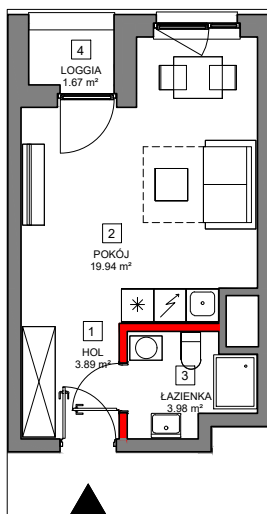 4
LOGGIA
1.67 m²
2
POKÓJ
19.94 m²
1
HOL
3.89 m²
3
ŁAZIENKA
3.98 m²